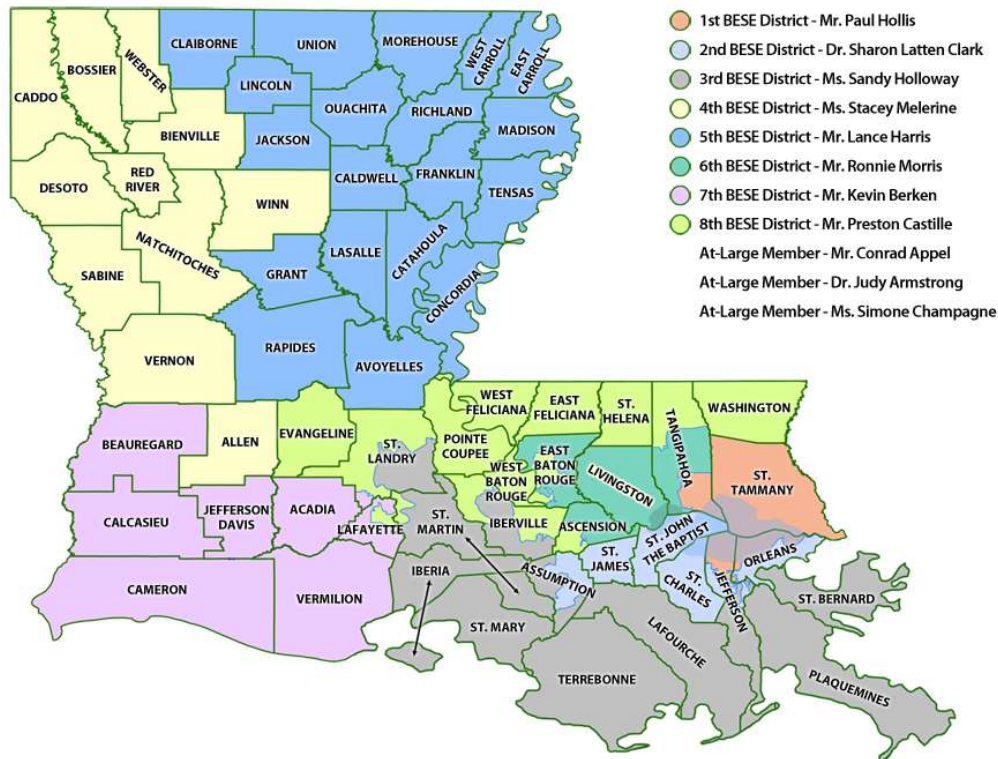 1st BESE District - Mr. Paul Hollis
2nd BESE District - Dr. Sharon Latten Clark
3rd BESE District - Ms. Sandy Holloway
4th BESE District - Ms. Stacey Melerine
5th BESE District - Mr. Lance Harris
6th BESE District - Mr. Ronnie Morris
7th BESE District - Mr. Kevin Berken
8th BESE District - Mr. Preston Castille
At-Large Member - Mr. Conrad Appel
At-Large Member - Dr. Judy Armstrong
At-Large Member - Ms. Simone Champagne
CADDO
BOSSIER
WEBSTER
CLAIBORNE
UNION
MOREHOUSE
WEST
CARROLL
EAST
CARROLL
LINCOLN
OUACHITA
RICHLAND
MADISON
BIENVILLE
JACKSON
DESOTO
RED
RIVER
CALDWELL
FRANKLIN
TENSAS
WINN
NATCHITOCHES
SABINE
GRANT
LASALLE
CATAHOULA
CONCORDIA
VERNON
RAPIDES
AVOYELLES
BEAUREGARD
ALLEN
EVANGELINE
ST.
LANDRY
POINTE
COUPEE
WEST
FELICIANA
EAST
FELICIANA
ST.
HELENA
TANGIPAHOA
WASHINGTON
WEST
BATON
ROUGE
EAST
BATON
ROUGE
LIVINGSTON
ST.
TAMMANY
CALCASIEU
JEFFERSON
DAVIS
ACADIA
LAFAYETTE
ST.
MARTIN
IBERVILLE
ASCENSION
ST. JOHN
THE BAPTIST
ORLEANS
CAMERON
VERMILION
IBERIA
ASSUMPTION
ST.
JAMES
ST.
CHARLES
JEFFERSON
ST. BERNARD
ST. MARY
TERREBONNE
LAFOURCHE
PLAQUEMINES